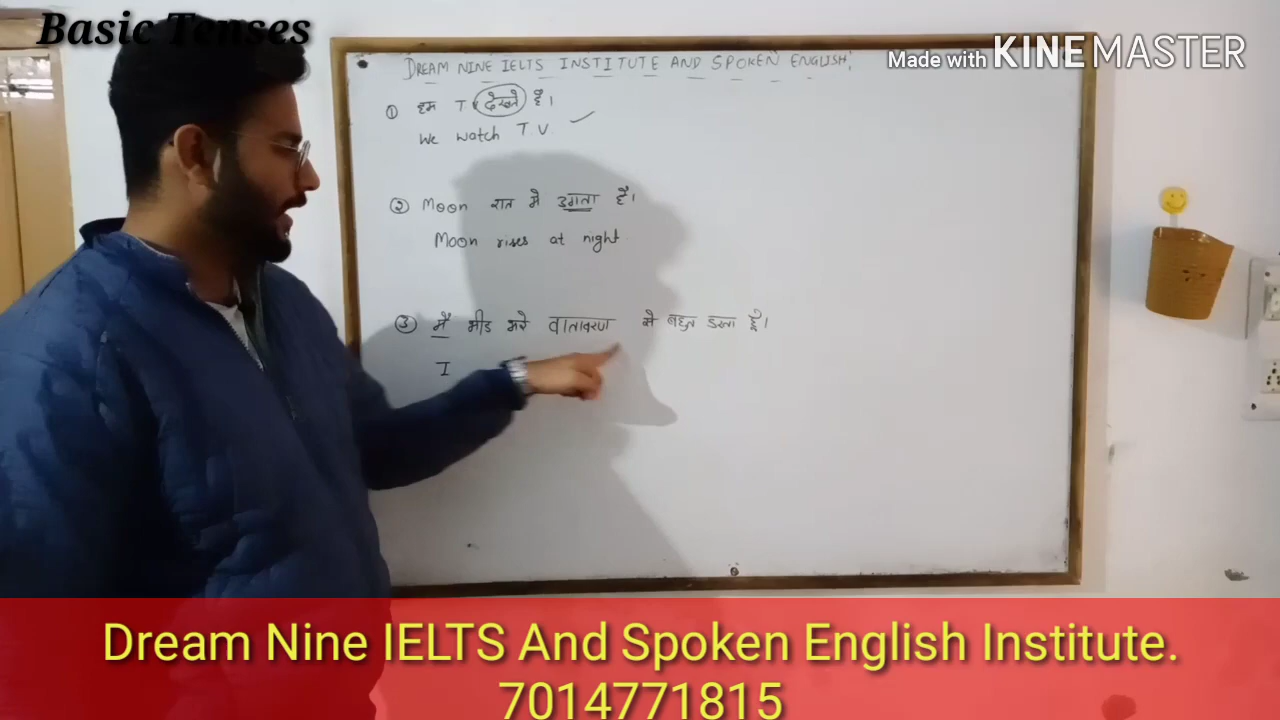 Basic Tenses
Made with KINEMASTER
DREAM NINE IELTS INSTITUTE AND SPOKEN ENGLISH!
① हम T देखते हैं।
We watch T.V.
② Moon रात में उगता है।
Moon rises at night.
③ मैं भीड भरे वातावरण से बहुत डरता हूँ।
I
Dream Nine IELTS And Spoken English Institute.
7014771815